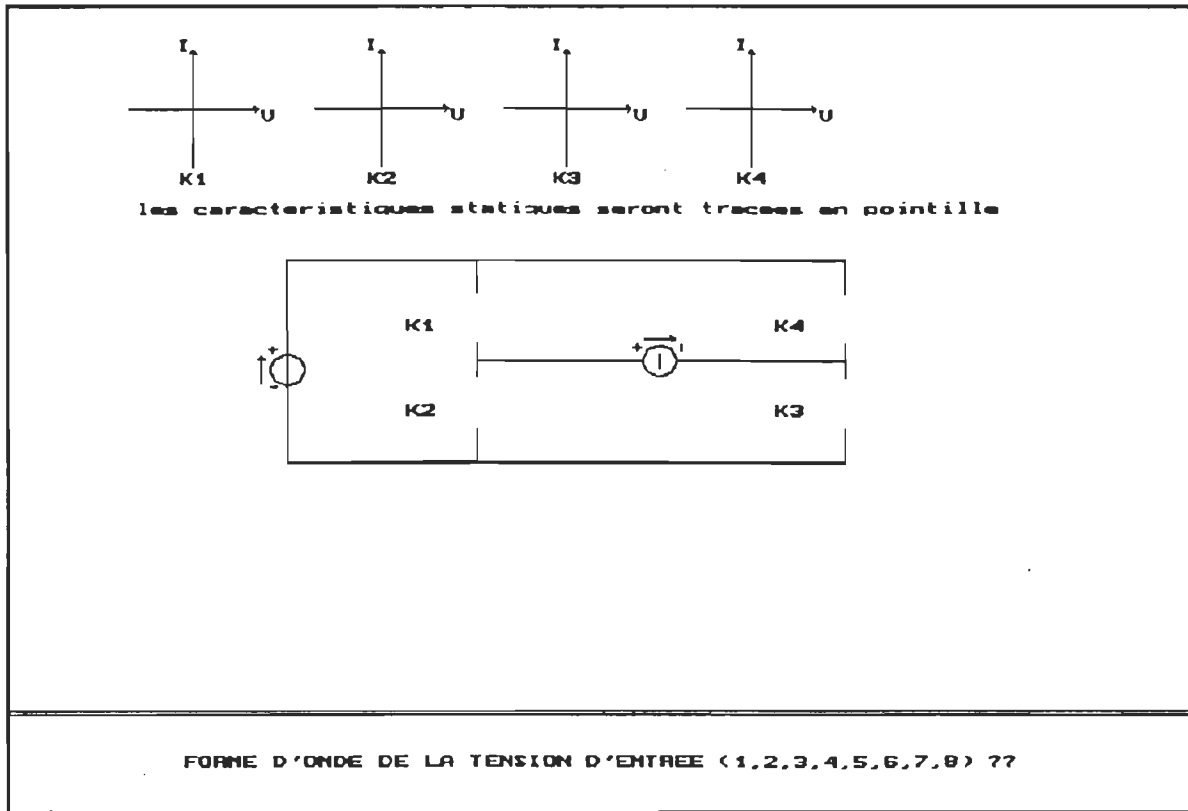 I I I I
U U U U
K1 K2 K3 K4
les caracteristiques statiques seront tracees en pointille
K1 K4
+ + I
-
K2 K3
FORME D'ONDE DE LA TENSION D'ENTREE (1,2,3,4,5,6,7,8) ??